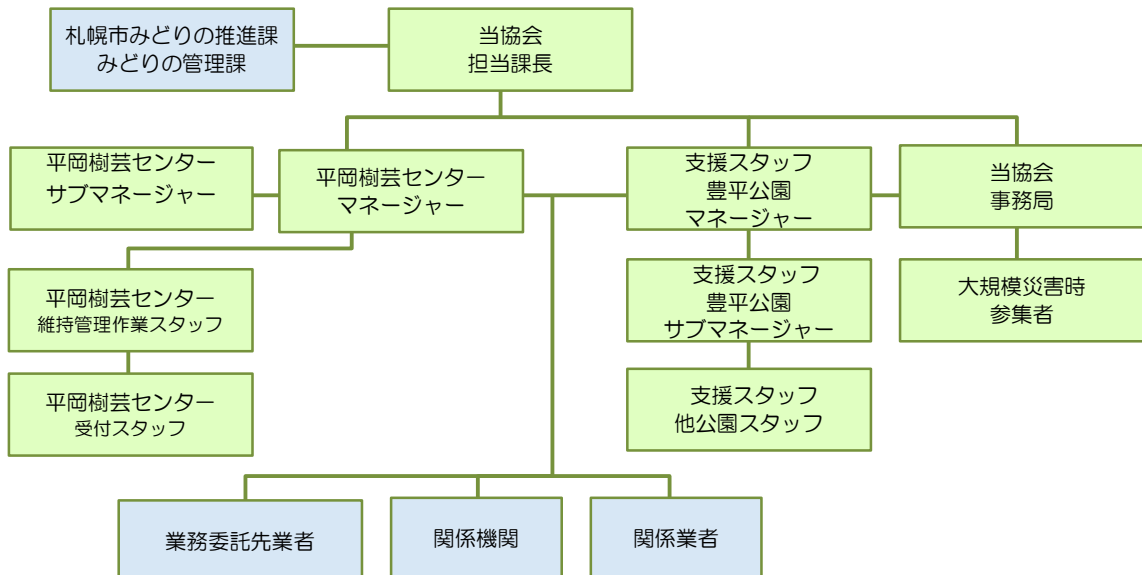 札幌市みどりの推進課
みどりの管理課
当協会
担当課長
平岡樹芸センター
サブマネージャー
平岡樹芸センター
マネージャー
支援スタッフ
豊平公園
マネージャー
当協会
事務局
平岡樹芸センター
維持管理作業スタッフ
支援スタッフ
豊平公園
サブマネージャー
大規模災害時
参集者
平岡樹芸センター
受付スタッフ
支援スタッフ
他公園スタッフ
業務委託先業者
関係機関
関係業者